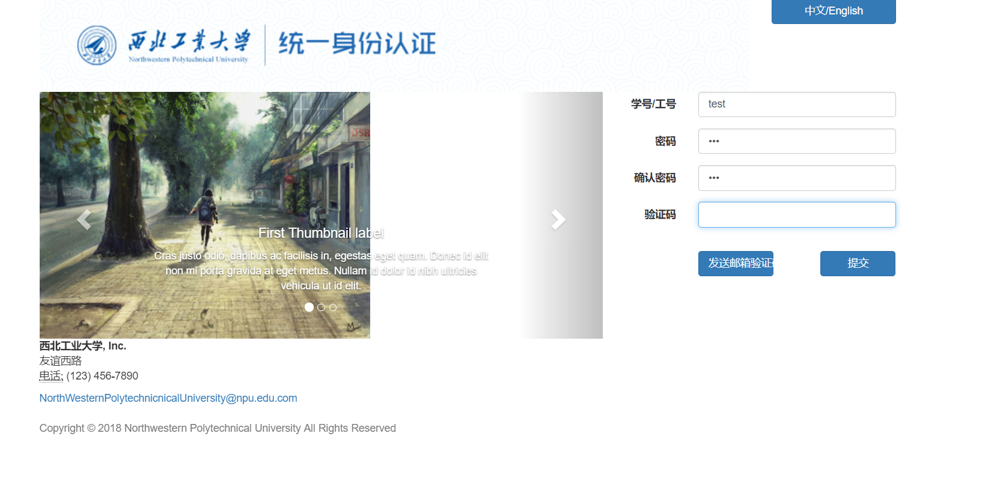 中文/English
西北工业大学
Northwestern Polytechnical University
统一身份认证
学号/工号
test
密码
•••
确认密码
•••
验证码
发送邮箱验证
提交
DSR
First Thumbnail label
Cras justo odio, dapibus ac facilisis in, egestas eget quam. Donec id elit
non mi porta gravida at eget metus. Nullam id dolor id nibh ultricies
vehicula ut id elit.
西北工业大学, Inc.
友谊西路
电话: (123) 456-7890
NorthWesternPolytechnicnicalUniversity@npu.edu.com
Copyright © 2018 Northwestern Polytechnical University All Rights Reserved